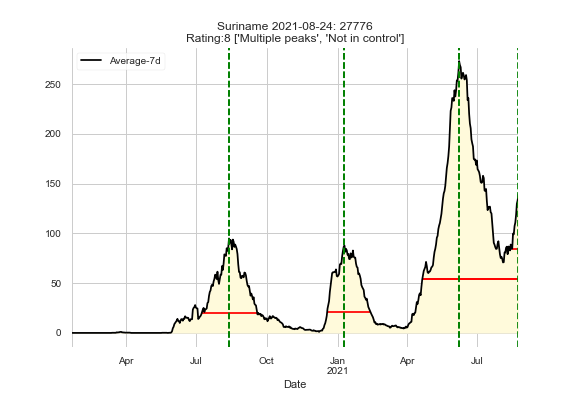 Suriname 2021-08-24: 27776
Rating:8 ['Multiple peaks', 'Not in control']
Average-7d
250
200
150
100
50
0
Apr Jul Oct Jan Apr Jul
2021
Date